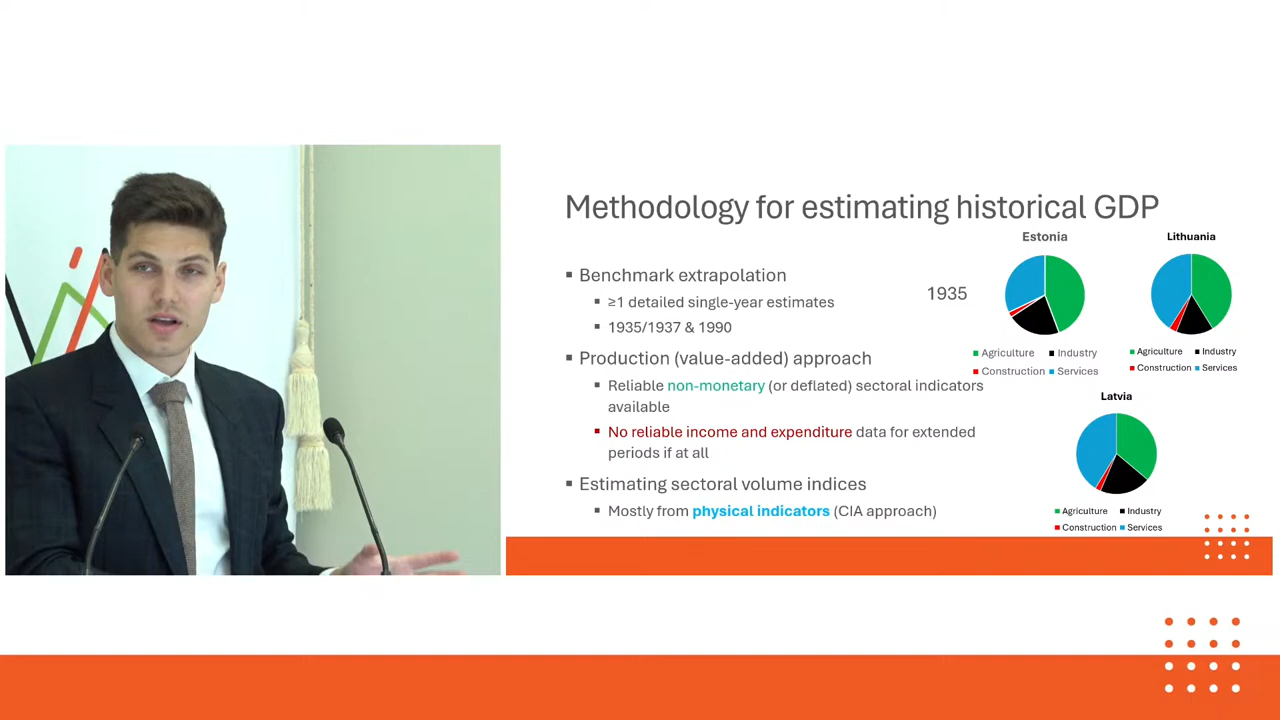 Methodology for estimating historical GDP
▪ Benchmark extrapolation
▪ ≥1 detailed single-year estimates
▪ 1935/1937 & 1990
▪ Production (value-added) approach
▪ Reliable non-monetary (or deflated) sectoral indicators
available
▪ No reliable income and expenditure data for extended
periods if at all
▪ Estimating sectoral volume indices
▪ Mostly from physical indicators (CIA approach)
1935
Estonia
Agriculture Industry
Construction Services
Lithuania
Agriculture Industry
Construction Services
Latvia
Agriculture Industry
Construction Services